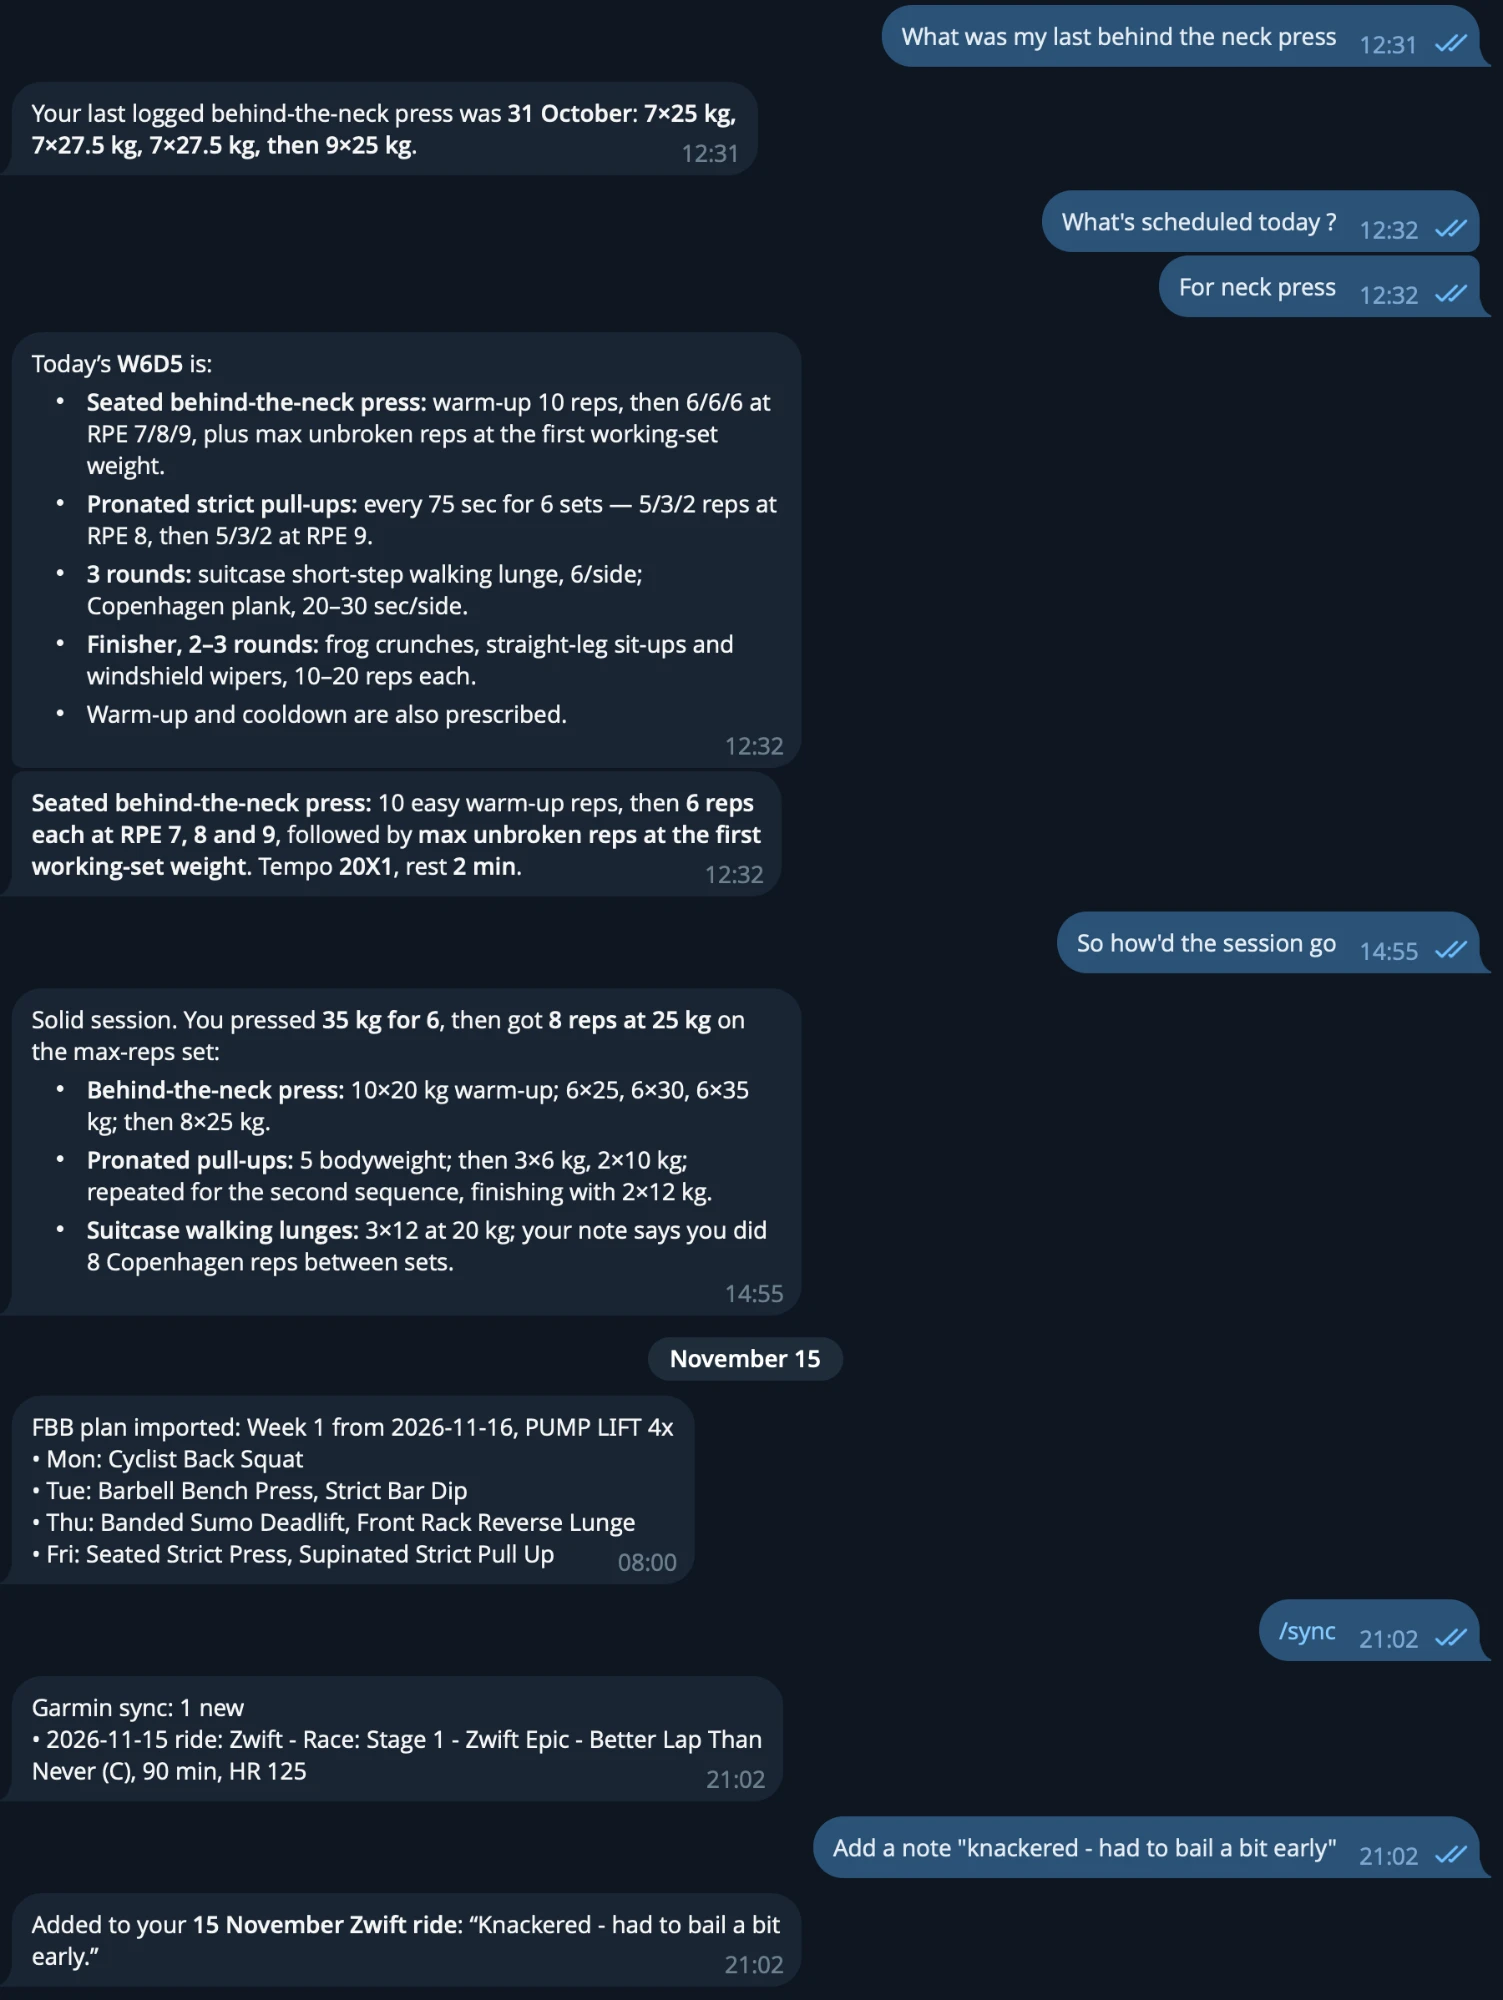 What was my last behind the neck press 12:31
Your last logged behind-the-neck press was 31 October: 7×25 kg,
7×27.5 kg, 7×27.5 kg, then 9×25 kg.
12:31
What's scheduled today ? 12:32
For neck press 12:32
Today’s W6D5 is:
• Seated behind-the-neck press: warm-up 10 reps, then 6/6/6 at
RPE 7/8/9, plus max unbroken reps at the first working-set
weight.
• Pronated strict pull-ups: every 75 sec for 6 sets — 5/3/2 reps at
RPE 8, then 5/3/2 at RPE 9.
• 3 rounds: suitcase short-step walking lunge, 6/side;
Copenhagen plank, 20–30 sec/side.
• Finisher, 2–3 rounds: frog crunches, straight-leg sit-ups and
windshield wipers, 10–20 reps each.
• Warm-up and cooldown are also prescribed.
12:32
Seated behind-the-neck press: 10 easy warm-up reps, then 6 reps
each at RPE 7, 8 and 9, followed by max unbroken reps at the first
working-set weight. Tempo 20X1, rest 2 min.
12:32
So how'd the session go 14:55
Solid session. You pressed 35 kg for 6, then got 8 reps at 25 kg on
the max-reps set:
• Behind-the-neck press: 10×20 kg warm-up; 6×25, 6×30, 6×35
kg; then 8×25 kg.
• Pronated pull-ups: 5 bodyweight; then 3×6 kg, 2×10 kg;
repeated for the second sequence, finishing with 2×12 kg.
• Suitcase walking lunges: 3×12 at 20 kg; your note says you did
8 Copenhagen reps between sets.
14:55
November 15
FBB plan imported: Week 1 from 2026-11-16, PUMP LIFT 4x
• Mon: Cyclist Back Squat
• Tue: Barbell Bench Press, Strict Bar Dip
• Thu: Banded Sumo Deadlift, Front Rack Reverse Lunge
• Fri: Seated Strict Press, Supinated Strict Pull Up
08:00
/sync 21:02
Garmin sync: 1 new
• 2026-11-15 ride: Zwift - Race: Stage 1 - Zwift Epic - Better Lap Than
Never (C), 90 min, HR 125
21:02
Add a note "knackered - had to bail a bit early" 21:02
Added to your 15 November Zwift ride: “Knackered - had to bail a bit
early.”
21:02